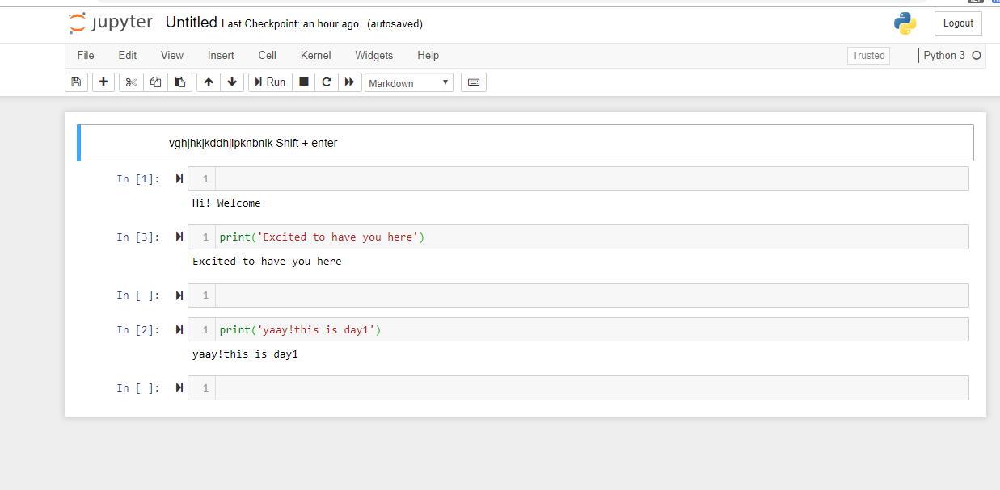 jupyter Untitled Last Checkpoint: an hour ago (autosaved) Logout
File Edit View Insert Cell Kernel Widgets Help Trusted Python 3
Run Markdown
vghjhkjkddhjipknbnlk Shift + enter
In [1]: 1
Hi! Welcome
In [3]: 1 print('Excited to have you here')
Excited to have you here
In [ ]: 1
In [2]: 1 print('yaay!this is day1')
yaay!this is day1
In [ ]: 1